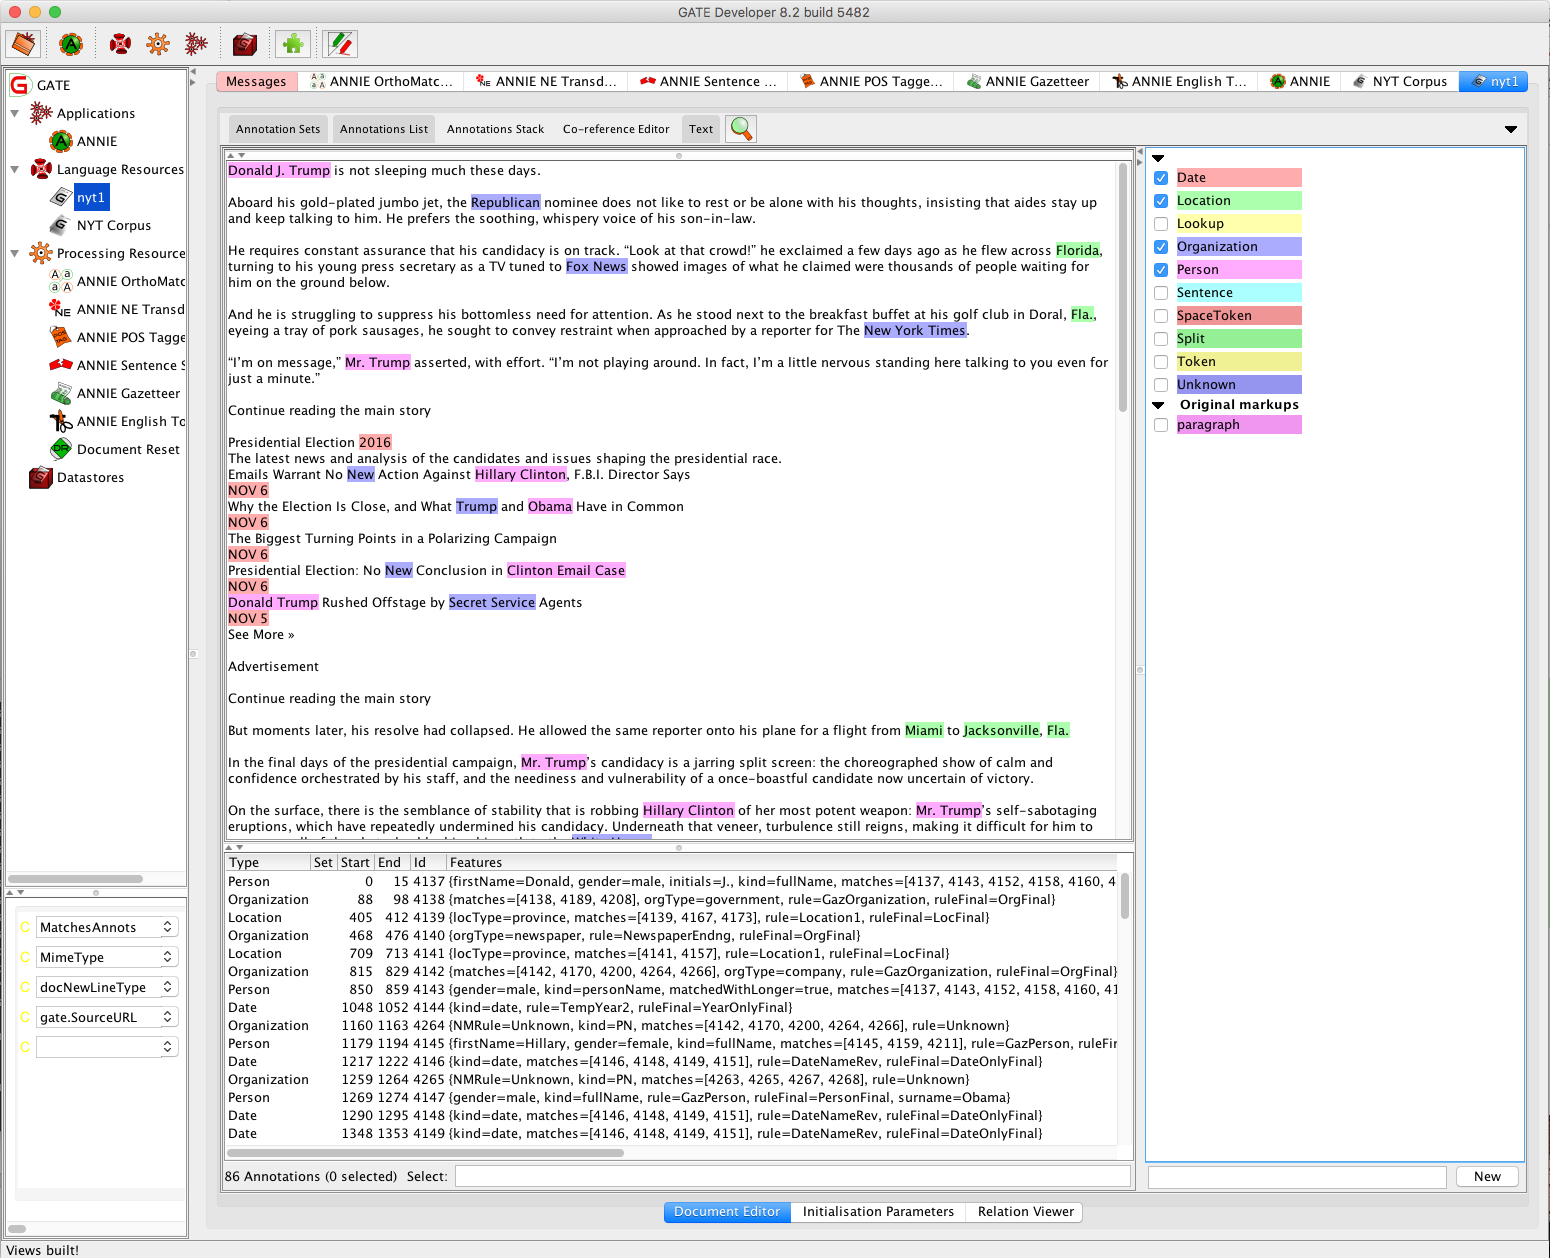 GATE Developer 8.2 build 5482
GATE
Applications
ANNIE
Language Resources
nyt1
NYT Corpus
Processing Resource
ANNIE OrthoMatc
ANNIE NE Transd
ANNIE POS Tagge
ANNIE Sentence S
ANNIE Gazetteer
ANNIE English To
Document Reset
Datastores
C MatchesAnnots
C MimeType
C docNewLineType
C gate.SourceURL
C
Messages ANNIE OrthoMatc... ANNIE NE Transd... ANNIE Sentence ... ANNIE POS Tagge... ANNIE Gazetteer ANNIE English T... ANNIE NYT Corpus nyt1
Annotation Sets Annotations List Annotations Stack Co-reference Editor Text
Donald J. Trump is not sleeping much these days.
Aboard his gold-plated jumbo jet, the Republican nominee does not like to rest or be alone with his thoughts, insisting that aides stay up
and keep talking to him. He prefers the soothing, whispery voice of his son-in-law.
He requires constant assurance that his candidacy is on track. “Look at that crowd!” he exclaimed a few days ago as he flew across Florida,
turning to his young press secretary as a TV tuned to Fox News showed images of what he claimed were thousands of people waiting for
him on the ground below.
And he is struggling to suppress his bottomless need for attention. As he stood next to the breakfast buffet at his golf club in Doral, Fla.,
eyeing a tray of pork sausages, he sought to convey restraint when approached by a reporter for The New York Times.
“I’m on message,” Mr. Trump asserted, with effort. “I’m not playing around. In fact, I’m a little nervous standing here talking to you even for
just a minute.”
Continue reading the main story
Presidential Election 2016
The latest news and analysis of the candidates and issues shaping the presidential race.
Emails Warrant No New Action Against Hillary Clinton, F.B.I. Director Says
NOV 6
Why the Election Is Close, and What Trump and Obama Have in Common
NOV 6
The Biggest Turning Points in a Polarizing Campaign
NOV 6
Presidential Election: No New Conclusion in Clinton Email Case
NOV 6
Donald Trump Rushed Offstage by Secret Service Agents
NOV 5
See More »
Advertisement
Continue reading the main story
But moments later, his resolve had collapsed. He allowed the same reporter onto his plane for a flight from Miami to Jacksonville, Fla.
In the final days of the presidential campaign, Mr. Trump’s candidacy is a jarring split screen: the choreographed show of calm and
confidence orchestrated by his staff, and the neediness and vulnerability of a once-boastful candidate now uncertain of victory.
On the surface, there is the semblance of stability that is robbing Hillary Clinton of her most potent weapon: Mr. Trump’s self-sabotaging
eruptions, which have repeatedly undermined his candidacy. Underneath that veneer, turbulence still reigns, making it difficult for him to
Type Set Start End Id Features
Person 0 15 4137 {firstName=Donald, gender=male, initials=J., kind=fullName, matches=[4137, 4143, 4152, 4158, 4160, 4
Organization 88 98 4138 {matches=[4138, 4189, 4208], orgType=government, rule=GazOrganization, ruleFinal=OrgFinal}
Location 405 412 4139 {locType=province, matches=[4139, 4167, 4173], rule=Location1, ruleFinal=LocFinal}
Organization 468 476 4140 {orgType=newspaper, rule=NewspaperEndng, ruleFinal=OrgFinal}
Location 709 713 4141 {locType=province, matches=[4141, 4157], rule=Location1, ruleFinal=LocFinal}
Organization 815 829 4142 {matches=[4142, 4170, 4200, 4264, 4266], orgType=company, rule=GazOrganization, ruleFinal=OrgFinal}
Person 850 859 4143 {gender=male, kind=personName, matchedWithLonger=true, matches=[4137, 4143, 4152, 4158, 4160, 41
Date 1048 1052 4144 {kind=date, rule=TempYear2, ruleFinal=YearOnlyFinal}
Organization 1160 1163 4264 {NMRule=Unknown, kind=PN, matches=[4142, 4170, 4200, 4264, 4266], rule=Unknown}
Person 1179 1194 4145 {firstName=Hillary, gender=female, kind=fullName, matches=[4145, 4159, 4211], rule=GazPerson, ruleFir
Date 1217 1222 4146 {kind=date, matches=[4146, 4148, 4149, 4151], rule=DateNameRev, ruleFinal=DateOnlyFinal}
Organization 1259 1264 4265 {NMRule=Unknown, kind=PN, matches=[4263, 4265, 4267, 4268], rule=Unknown}
Person 1269 1274 4147 {gender=male, kind=fullName, rule=GazPerson, ruleFinal=PersonFinal, surname=Obama}
Date 1290 1295 4148 {kind=date, matches=[4146, 4148, 4149, 4151], rule=DateNameRev, ruleFinal=DateOnlyFinal}
Date 1348 1353 4149 {kind=date, matches=[4146, 4148, 4149, 4151], rule=DateNameRev, ruleFinal=DateOnlyFinal}
86 Annotations (0 selected) Select:
Date
Location
Lookup
Organization
Person
Sentence
SpaceToken
Split
Token
Unknown
Original markups
paragraph
New
Document Editor Initialisation Parameters Relation Viewer
Views built!